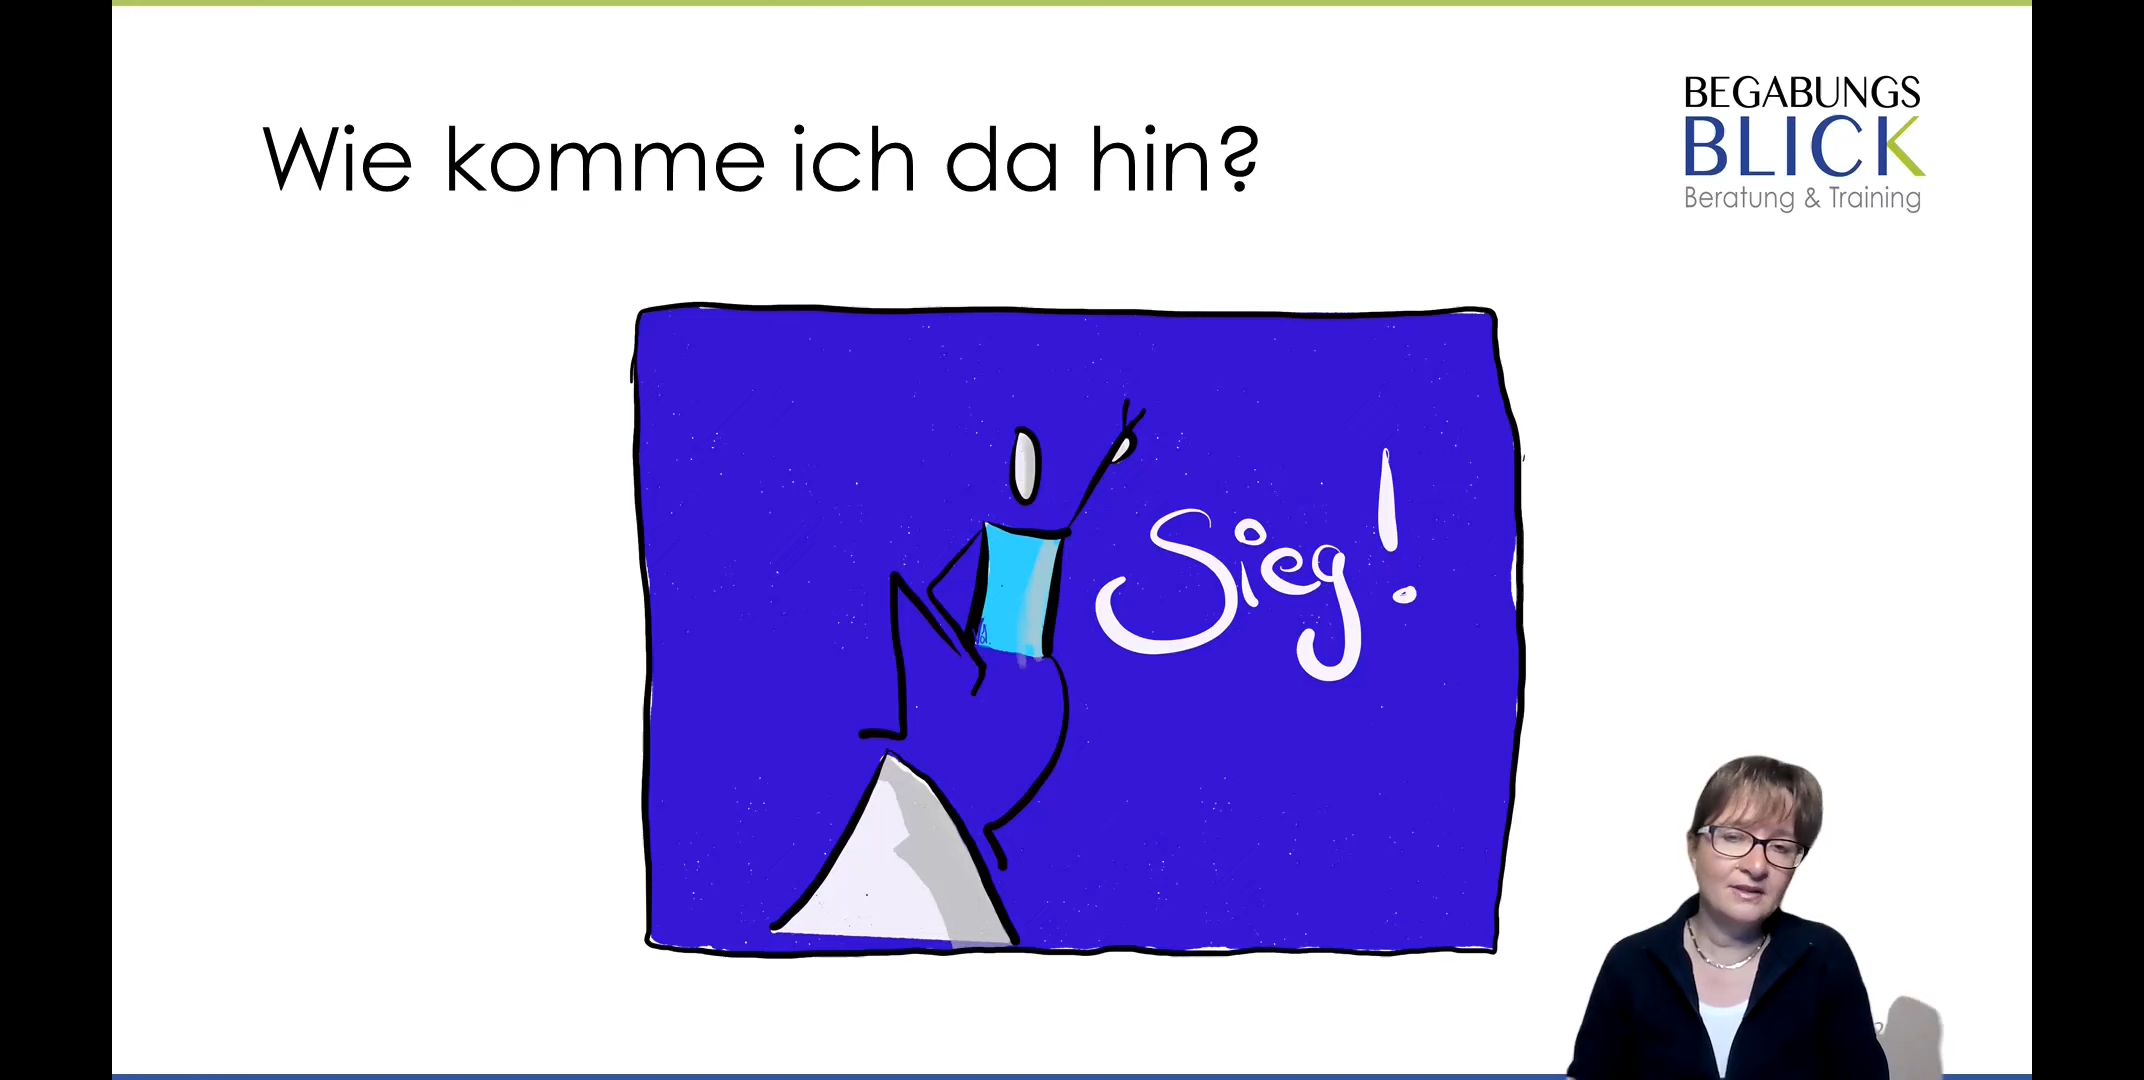 Wie komme ich da hin?
BEGABUNGS
BLICK
Beratung & Training
Sieg!